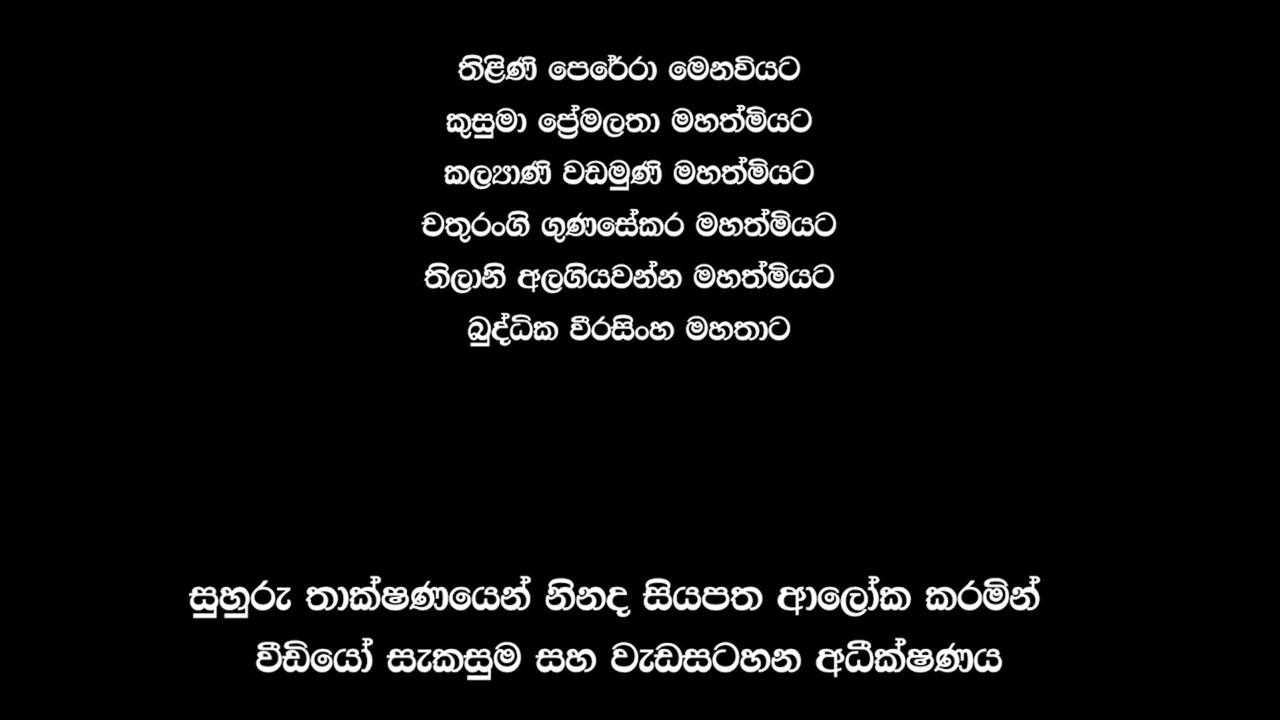 තිළිණි පෙරේරා මෙනවියට
කුසුමා ප්‍රේමලතා මහත්මියට
කල්‍යාණි වඩමුණි මහත්මියට
චතුරංගි ගුණසේකර මහත්මියට
තිලානි අලගියවන්න මහත්මියට
බුද්ධික වීරසිංහ මහතාට
සුහුරු තාක්ෂණයෙන් නිනද සියපත ආලෝක කරමින්
වීඩියෝ සැකසුම සහ වැඩසටහන අධීක්ෂණය